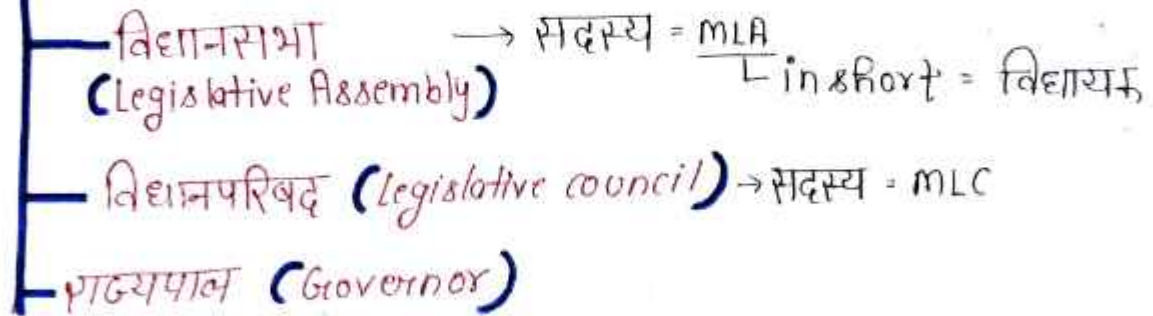 विधानसभा → सदस्य = MLA
(Legislative Assembly) ∟ in short = विधायक
विधानपरिषद (Legislative council) → सदस्य = MLC
राज्यपाल (Governor)